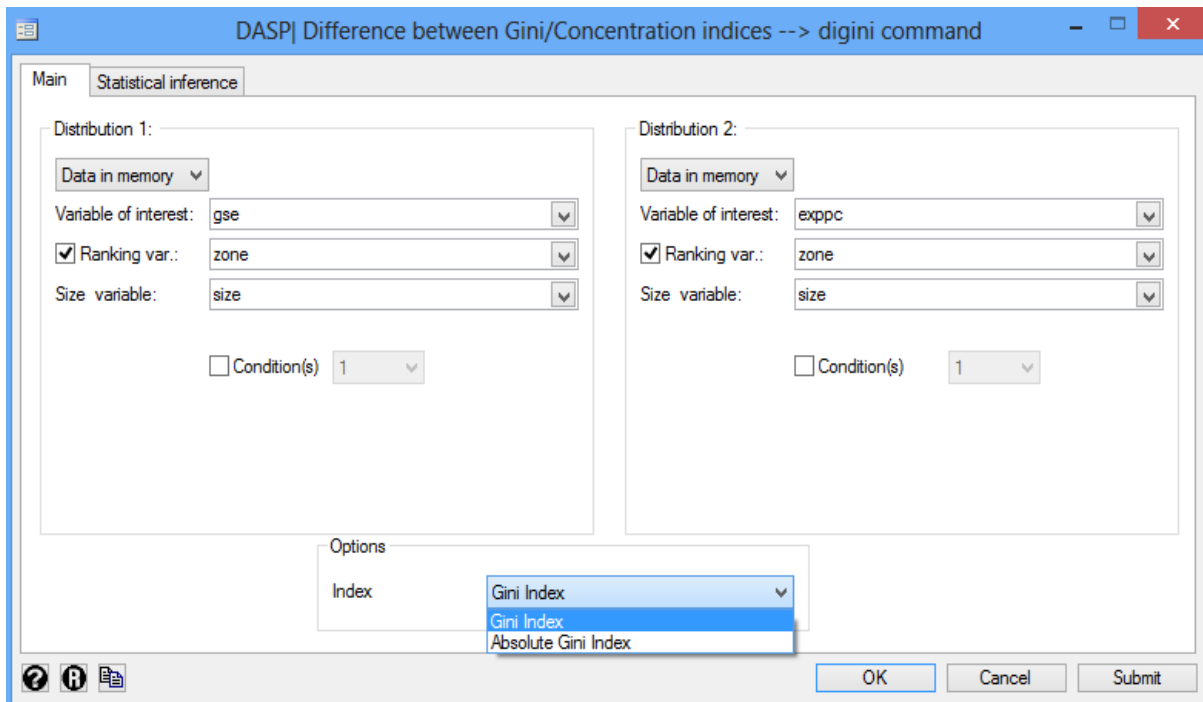 DASP| Difference between Gini/Concentration indices --> digini command
Main
Statistical inference
Distribution 1:
Data in memory
Variable of interest:
gse
Ranking var.:
zone
Size variable:
size
Condition(s)
1
Distribution 2:
Data in memory
Variable of interest:
exppc
Ranking var.:
zone
Size variable:
size
Condition(s)
1
Options
Index
Gini Index
Gini Index
Absolute Gini Index
?
R
OK
Cancel
Submit